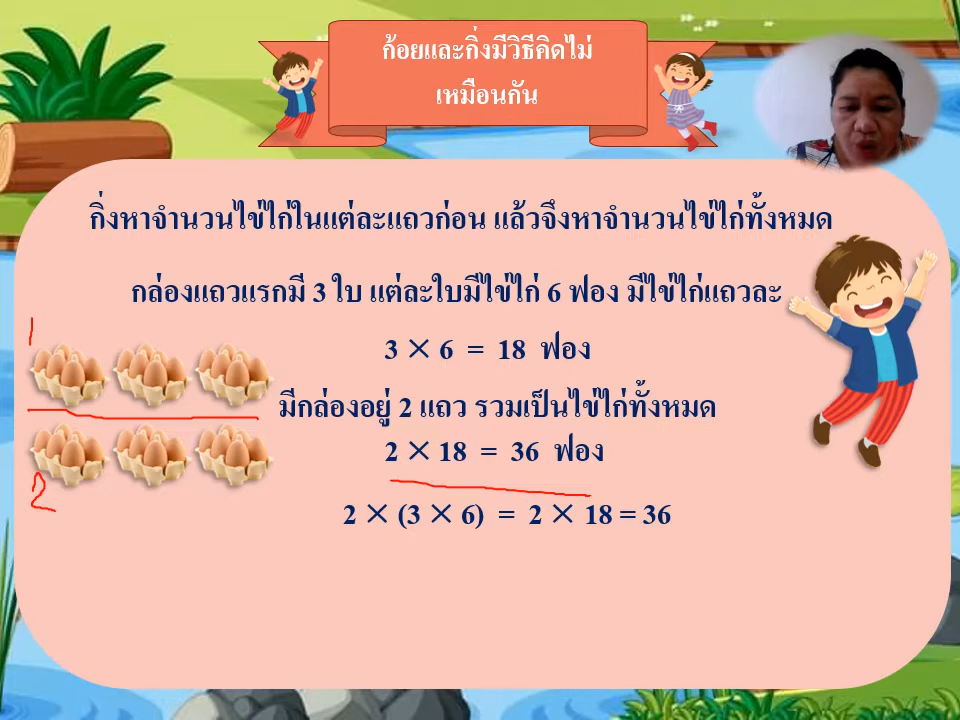 ก้อยและกิ่งมีวิธีคิดไม่
เหมือนกัน
กิ่งหาจำนวนไข่ไก่ในแต่ละแถวก่อน แล้วจึงหาจำนวนไข่ไก่ทั้งหมด
กล่องแถวแรกมี 3 ใบ แต่ละใบมีไข่ไก่ 6 ฟอง มีไข่ไก่แถวละ
3 × 6 = 18 ฟอง
1
มีกล่องอยู่ 2 แถว รวมเป็นไข่ไก่ทั้งหมด
2 × 18 = 36 ฟอง
2
2 × (3 × 6) = 2 × 18 = 36